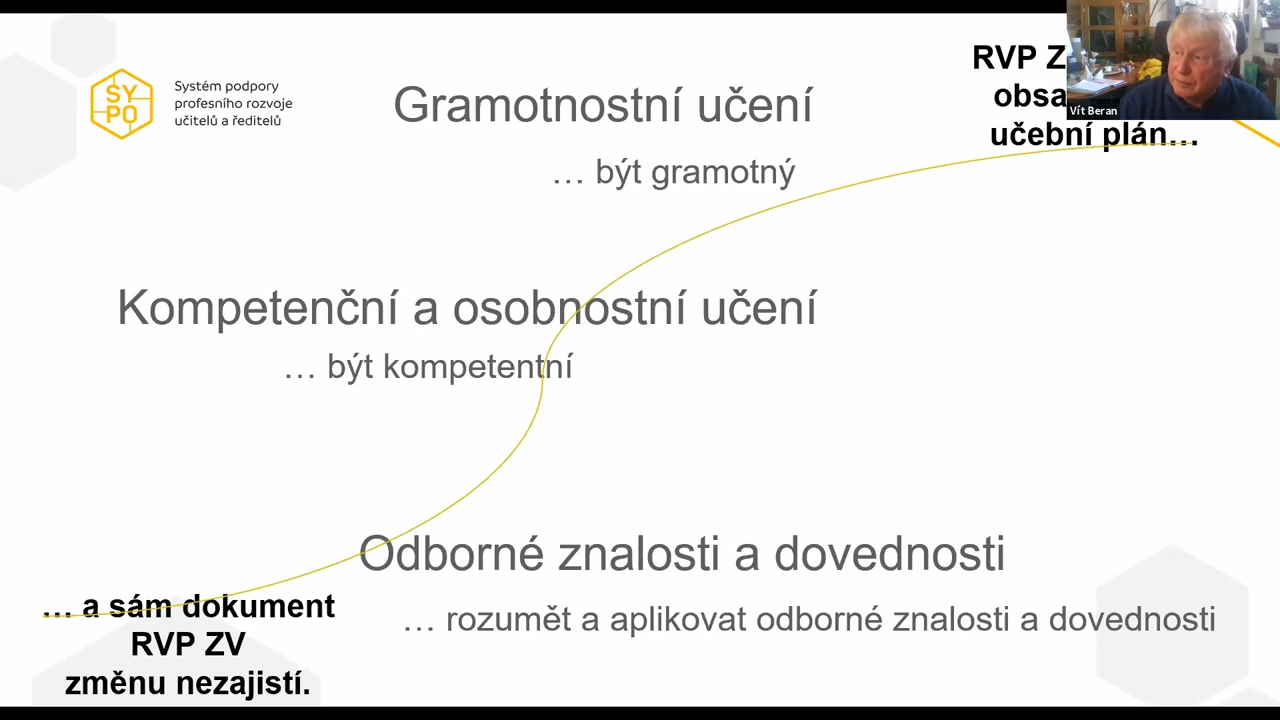 SY
PO
Systém podpory
profesního rozvoje
učitelů a ředitelů
Gramotnostní učení
… být gramotný
RVP
učební plán…
Vít Beran
Kompetenční a osobnostní učení
… být kompetentní
Odborné znalosti a dovednosti
… rozumět a aplikovat odborné znalosti a dovednosti
… a sám dokument
RVP ZV
změnu nezajistí.